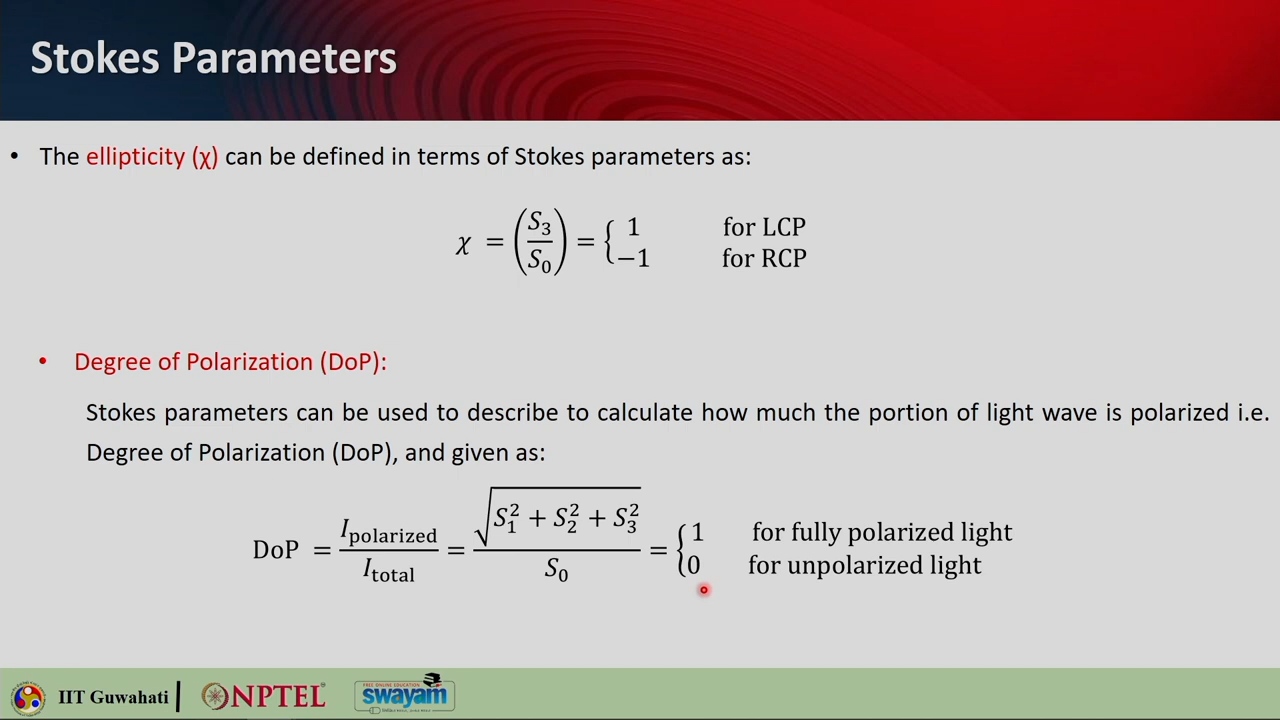 Stokes Parameters
• The ellipticity (χ) can be defined in terms of Stokes parameters as:
χ = (S₃/S₀) = { 1 for LCP
−1 for RCP
• Degree of Polarization (DoP):
Stokes parameters can be used to describe to calculate how much the portion of light wave is polarized i.e.
Degree of Polarization (DoP), and given as:
DoP = I_polarized/I_total = √(S₁² + S₂² + S₃²)/S₀ = { 1 for fully polarized light
0 for unpolarized light
IIT Guwahati NPTEL FREE ONLINE EDUCATION swayam